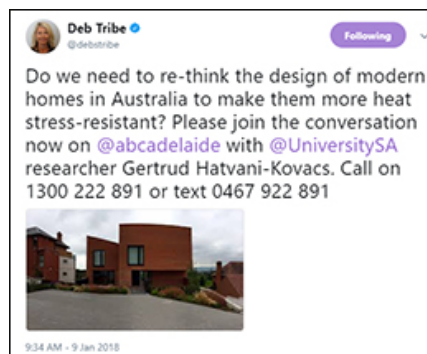 Deb Tribe
@debstribe
Following
Do we need to re-think the design of modern
homes in Australia to make them more heat
stress-resistant? Please join the conversation
now on @abcadelaide with @UniversitySA
researcher Gertrud Hatvani-Kovacs. Call on
1300 222 891 or text 0467 922 891
9:34 AM - 9 Jan 2018